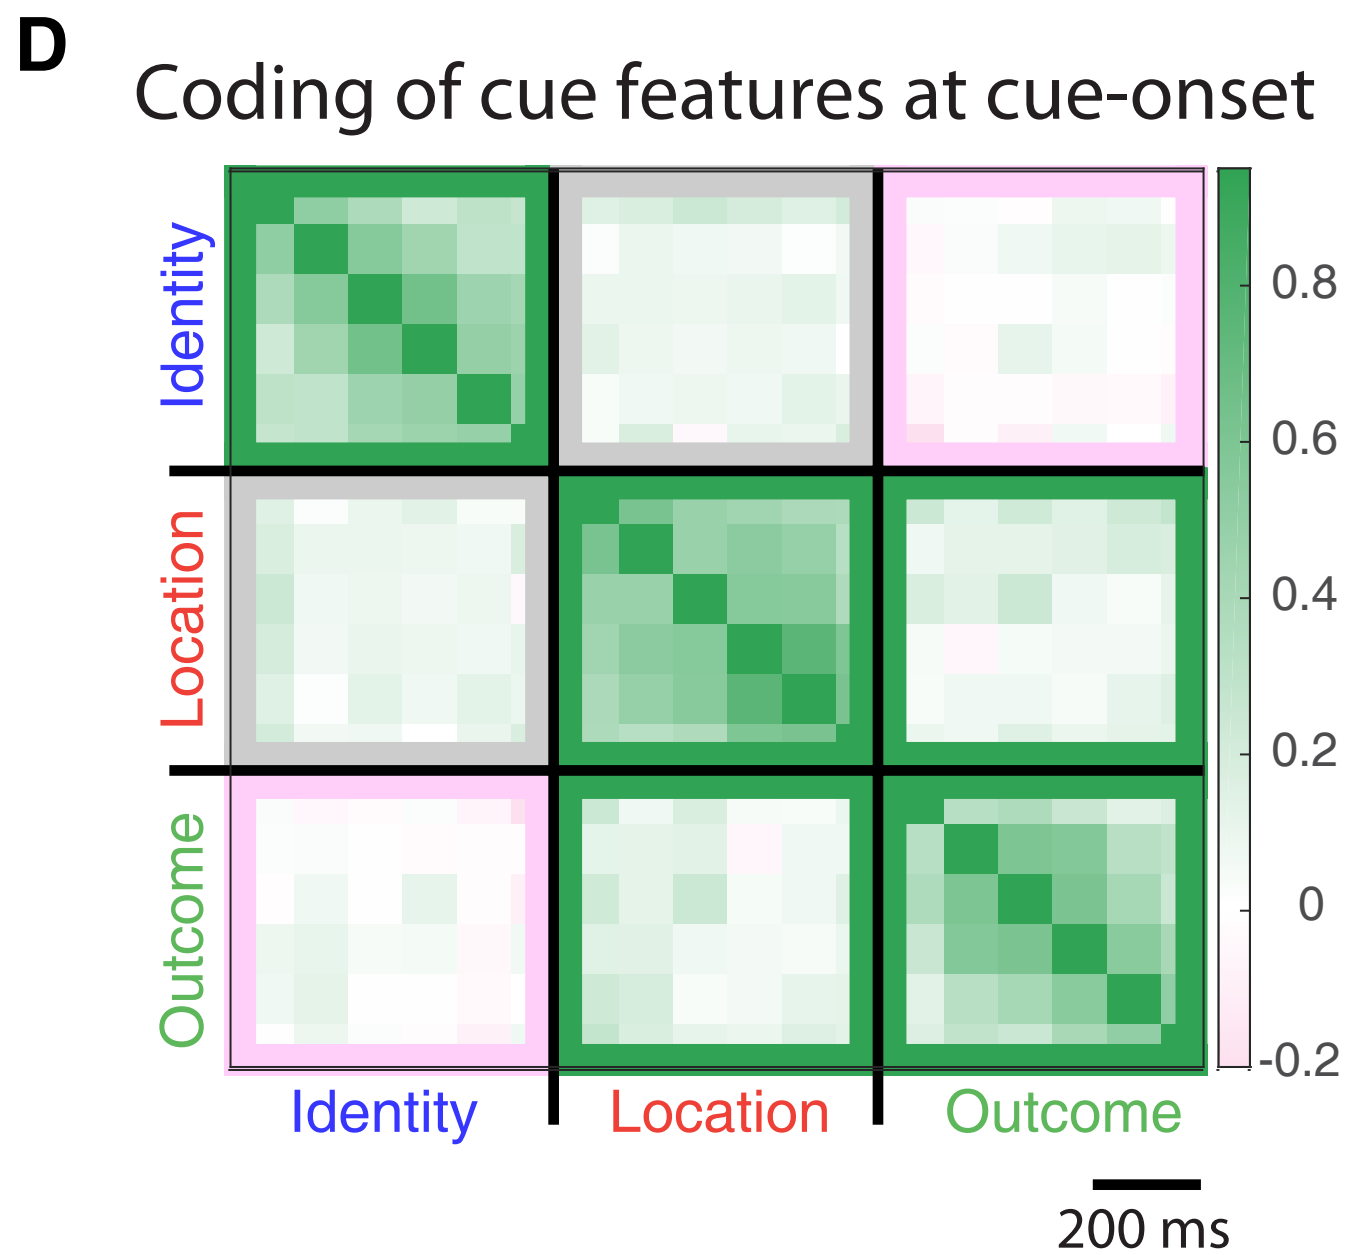 D
Coding of cue features at cue-onset
Identity
Location
Outcome
0.8
0.6
0.4
0.2
0
-0.2
Identity
Location
Outcome
200 ms